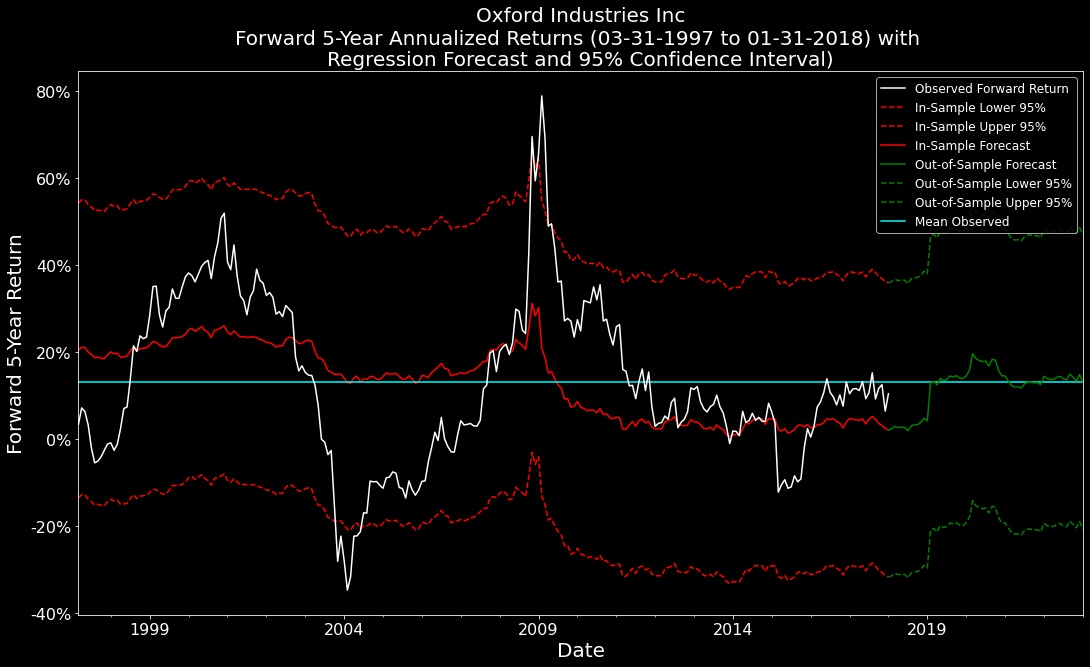 Oxford Industries Inc
Forward 5-Year Annualized Returns (03-31-1997 to 01-31-2018) with
Regression Forecast and 95% Confidence Interval)
80%
60%
40%
20%
0%
-20%
-40%
Forward 5-Year Return
Observed Forward Return
In-Sample Lower 95%
In-Sample Upper 95%
In-Sample Forecast
Out-of-Sample Forecast
Out-of-Sample Lower 95%
Out-of-Sample Upper 95%
Mean Observed
1999
2004
2009
2014
2019
Date